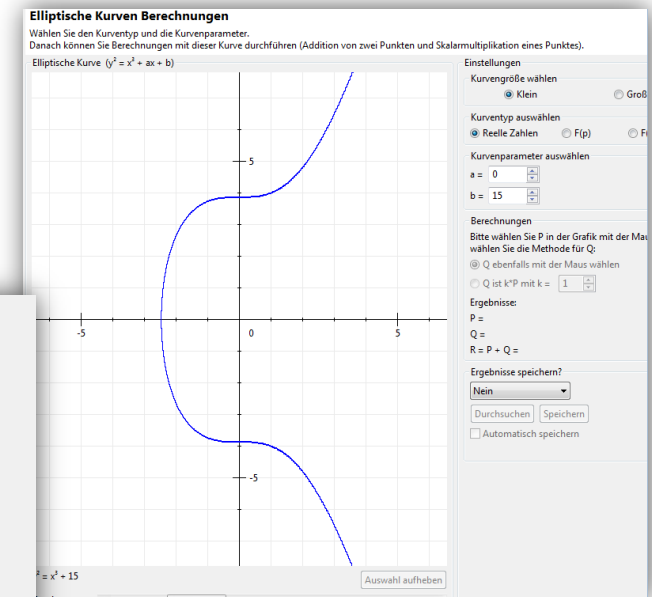 Elliptische Kurven Berechnungen
Wählen Sie den Kurventyp und die Kurvenparameter.
Danach können Sie Berechnungen mit dieser Kurve durchführen (Addition von zwei Punkten und Skalarmultiplikation eines Punktes).
Elliptische Kurve (y² = x³ + ax + b)
5
-5
0
5
-5
² = x³ + 15
Auswahl aufheben
Einstellungen
Kurvengröße wählen
Klein Groß
Kurventyp auswählen
Reelle Zahlen F(p) F(
Kurvenparameter auswählen
a = 0
b = 15
Berechnungen
Bitte wählen Sie P in der Grafik mit der Mau
wählen Sie die Methode für Q:
Q ebenfalls mit der Maus wählen
Q ist k*P mit k = 1
Ergebnisse:
P =
Q =
R = P + Q =
Ergebnisse speichern?
Nein
Durchsuchen Speichern
Automatisch speichern